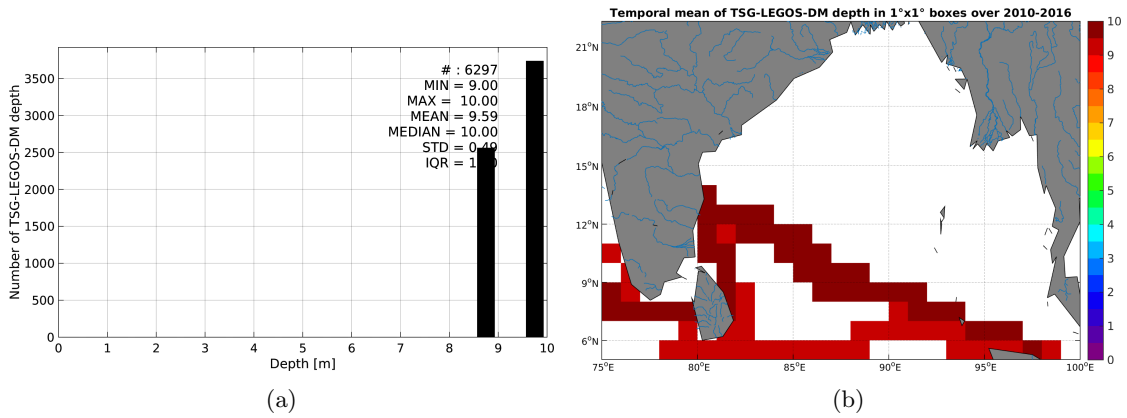 Number of TSG-LEGOS-DM depth
3500
3000
2500
2000
1500
1000
500
0
# : 6297
MIN = 9.00
MAX = 10.00
MEAN = 9.59
MEDIAN = 10.00
STD = 0.49
IQR = 1.
0 1 2 3 4 5 6 7 8 9 10
Depth [m]
(a)
Temporal mean of TSG-LEGOS-DM depth in 1°x1° boxes over 2010-2016
21°N
18°N
15°N
12°N
9°N
6°N
75°E 80°E 85°E 90°E 95°E 100°E
10
9
8
7
6
5
4
3
2
1
0
(b)